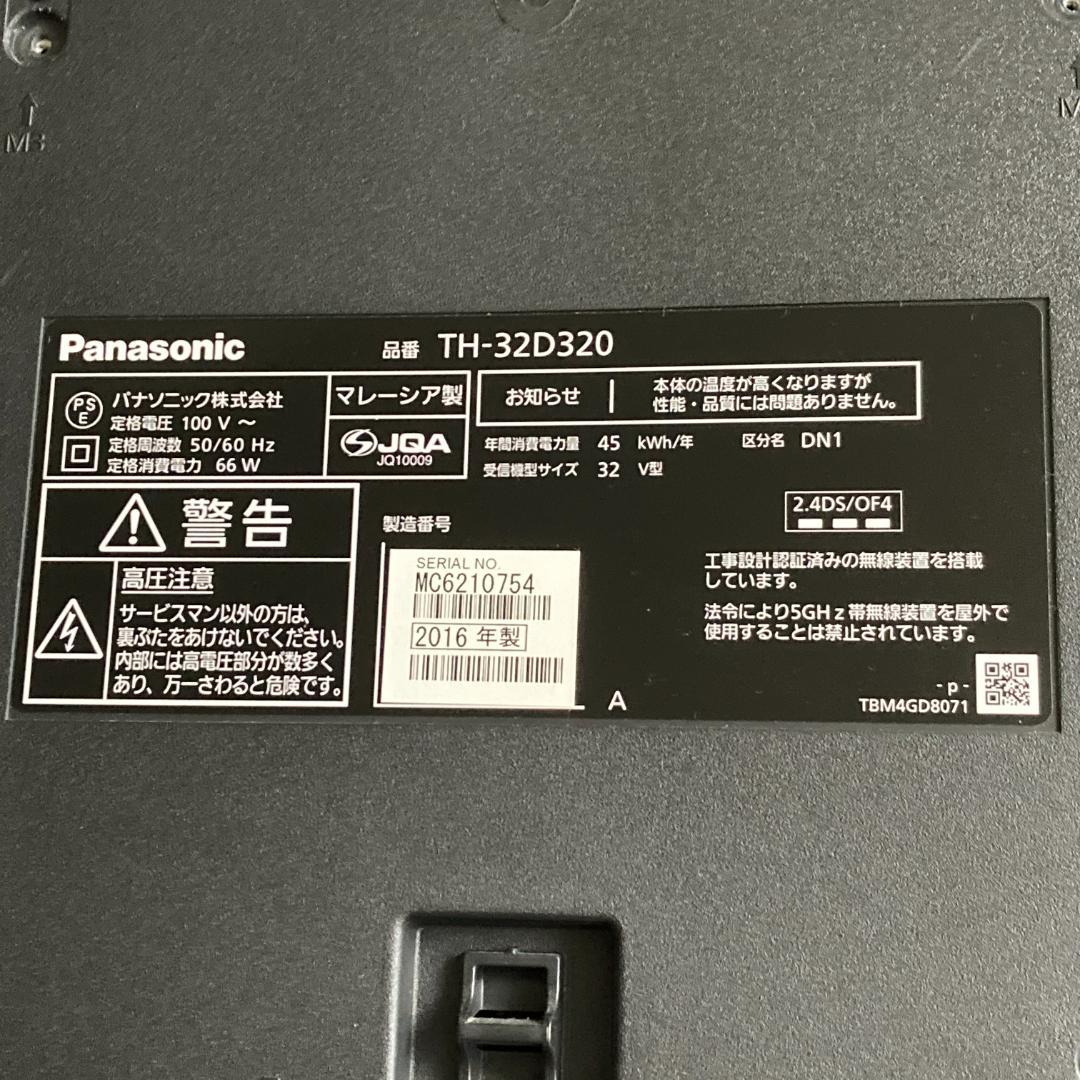 M3
Panasonic
品番 TH-32D320
PS
E
パナソニック株式会社
定格電圧 100 V ～
定格周波数 50/60 Hz
定格消費電力 66 W
マレーシア製
JQA
JQ10009
お知らせ
本体の温度が高くなりますが
性能・品質には問題ありません。
年間消費電力量 45 kWh/年 区分名 DN1
受信機型サイズ 32 V型
警告
高圧注意
サービスマン以外の方は、
裏ぶたをあけないでください。
内部には高電圧部分が数多く
あり、万一さわると危険です。
製造番号
SERIAL NO.
MC6210754
2016 年製
A
2.4DS/OF4
工事設計認証済みの無線装置を搭載
しています。
法令により5GHｚ帯無線装置を屋外で
使用することは禁止されています。
- p -
TBM4GD8071